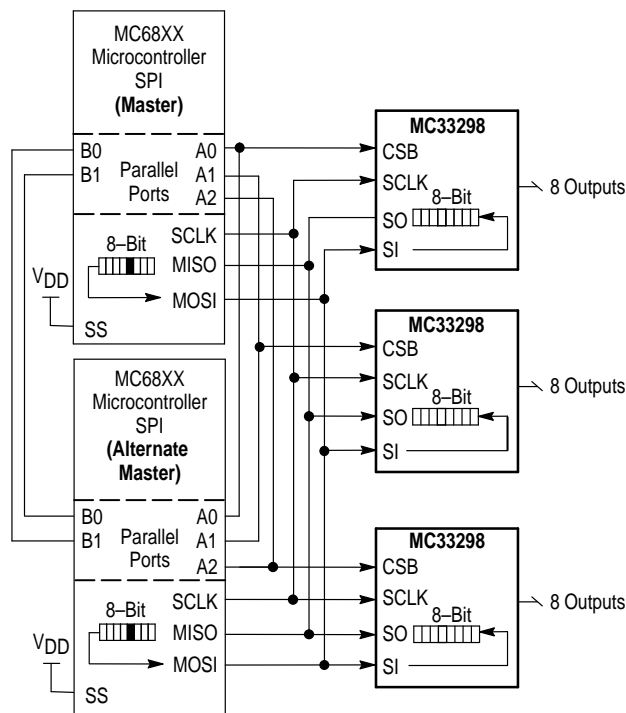 MC68XX
Microcontroller
SPI
(Master)
B0
B1
Parallel
Ports
A0
A1
A2
SCLK
8–Bit
MISO
MOSI
VDD
SS
MC68XX
Microcontroller
SPI
(Alternate
Master)
B0
B1
Parallel
Ports
A0
A1
A2
SCLK
8–Bit
MISO
MOSI
VDD
SS
MC33298
CSB
SCLK
8–Bit
SO
SI
8 Outputs
MC33298
CSB
SCLK
8–Bit
SO
SI
8 Outputs
MC33298
CSB
SCLK
8–Bit
SO
SI
8 Outputs